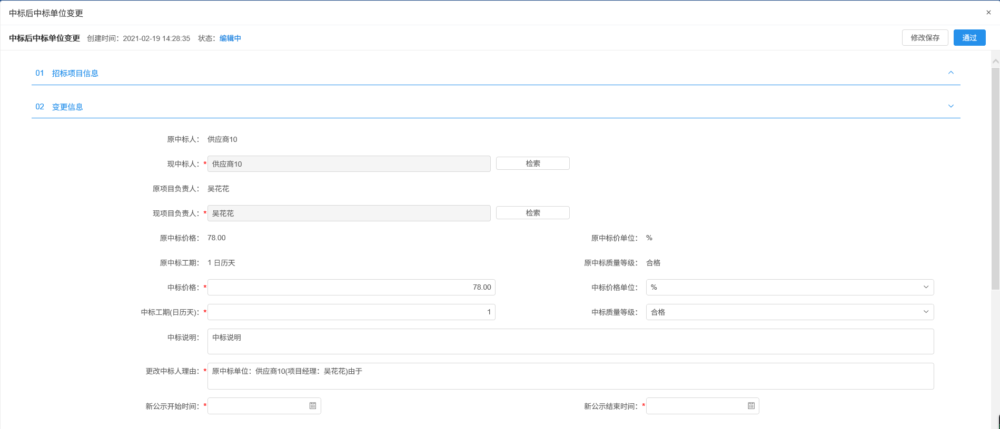 中标后中标单位变更 ×
中标后中标单位变更 创建时间：2021-02-19 14:28:35 状态：编辑中 修改保存 通过
01 招标项目信息
02 变更信息
原中标人： 供应商10
现中标人：* 供应商10 检索
原项目负责人： 吴花花
现项目负责人：* 吴花花 检索
原中标价格： 78.00 原中标价单位： %
原中标工期： 1 日历天 原中标质量等级： 合格
中标价格：* 78.00 中标价格单位： %
中标工期(日历天)：* 1 中标质量等级： 合格
中标说明： 中标说明
更改中标人理由：* 原中标单位：供应商10(项目经理：吴花花)由于
新公示开始时间：* 新公示结束时间：*